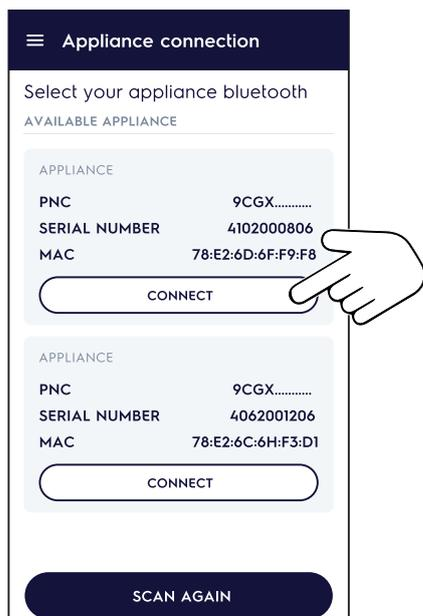 Appliance connection
Select your appliance bluetooth
AVAILABLE APPLIANCE
APPLIANCE
PNC 9CGX...........
SERIAL NUMBER 4102000806
MAC 78:E2:6D:6F:F9:F8
CONNECT
APPLIANCE
PNC 9CGX...........
SERIAL NUMBER 4062001206
MAC 78:E2:6C:6H:F3:D1
CONNECT
SCAN AGAIN